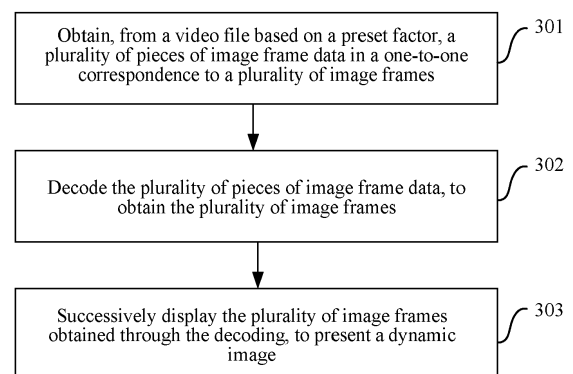 Obtain, from a video file based on a preset factor, a
plurality of pieces of image frame data in a one-to-one
correspondence to a plurality of image frames
301
Decode the plurality of pieces of image frame data, to
obtain the plurality of image frames
302
Successively display the plurality of image frames
obtained through the decoding, to present a dynamic
image
303